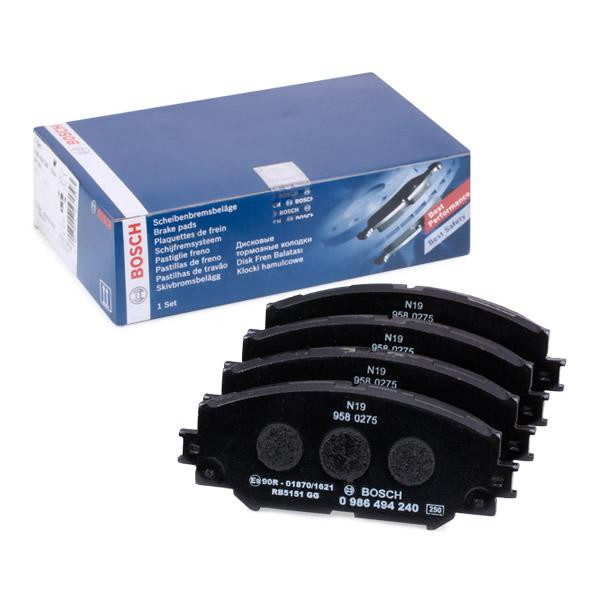 BOSCH
BOSCH
Scheibenbremsbeläge
Brake pads
Plaquettes de frein
Schijfremsysteem
Pastiglie freno
Pastillas de freno
Pastilhas de travão
Skivbromsbelägg
1 Set
Дисковые
тормозные колодки
Disk Fren Balatası
Klocki hamulcowe
BOSCH
Best
Performance
Best Safety
N19
958 0275
N19
958 0275
N19
958 0275
N19
958 0275
E9 90R - 01870/1621
RB5151 GG
BOSCH
0 986 494 240
250